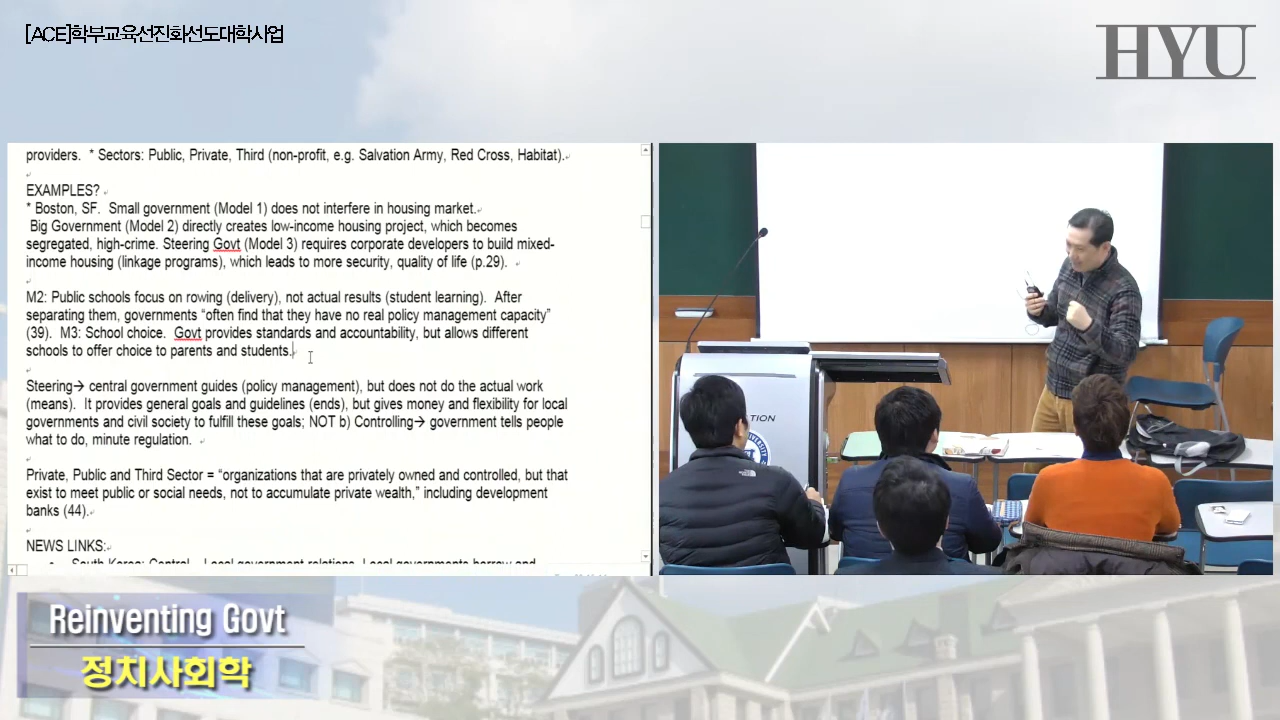 [ACE]학부교육선진화선도대학사업
HYU
providers. * Sectors: Public, Private, Third (non-profit, e.g. Salvation Army, Red Cross, Habitat).
EXAMPLES?
* Boston, SF. Small government (Model 1) does not interfere in housing market.
Big Government (Model 2) directly creates low-income housing project, which becomes
segregated, high-crime. Steering Govt (Model 3) requires corporate developers to build mixed-
income housing (linkage programs), which leads to more security, quality of life (p.29).
M2: Public schools focus on rowing (delivery), not actual results (student learning). After
separating them, governments “often find that they have no real policy management capacity”
(39). M3: School choice. Govt provides standards and accountability, but allows different
schools to offer choice to parents and students.
Steering→ central government guides (policy management), but does not do the actual work
(means). It provides general goals and guidelines (ends), but gives money and flexibility for local
governments and civil society to fulfill these goals; NOT b) Controlling→ government tells people
what to do, minute regulation.
Private, Public and Third Sector = “organizations that are privately owned and controlled, but that
exist to meet public or social needs, not to accumulate private wealth,” including development
banks (44).
NEWS LINKS:
• South Korea: Central – Local government relations. Local governments borrow and
Reinventing Govt
정치사회학